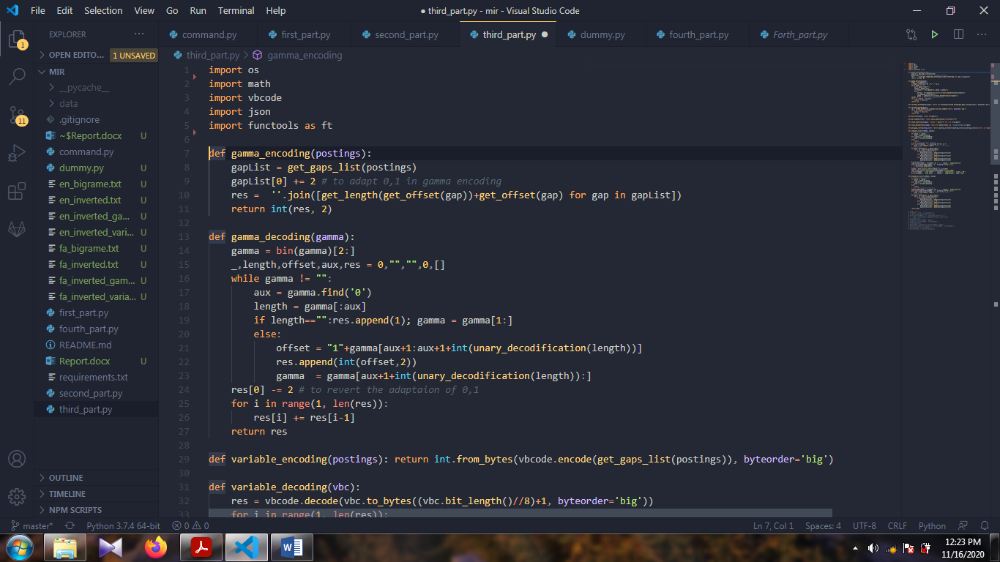 File Edit Selection View Go Run Terminal Help
● third_part.py - mir - Visual Studio Code
EXPLORER
command.py first_part.py second_part.py third_part.py dummy.py fourth_part.py Forth_part.py
OPEN EDITO... 1 UNSAVED
third_part.py > gamma_encoding
MIR
__pycache__
data
.gitignore
~$Report.docx U
command.py
dummy.py U
en_bigrame.txt U
en_inverted.txt U
en_inverted_ga... U
en_inverted_vari... U
fa_bigrame.txt U
fa_inverted.txt U
fa_inverted_gam... U
fa_inverted_varia... U
first_part.py
fourth_part.py
README.md
Report.docx U
requirements.txt
second_part.py
third_part.py
OUTLINE
TIMELINE
NPM SCRIPTS
1
11
1 import os
2 import math
3 import vbcode
4 import json
5 import functools as ft
6
7 def gamma_encoding(postings):
8 gapList = get_gaps_list(postings)
9 gapList[0] += 2 # to adapt 0,1 in gamma encoding
10 res =  ''.join([get_length(get_offset(gap))+get_offset(gap) for gap in gapList])
11 return int(res, 2)
12
13 def gamma_decoding(gamma):
14 gamma = bin(gamma)[2:]
15 _,length,offset,aux,res = 0,"","",0,[]
16 while gamma != "":
17 aux = gamma.find('0')
18 length = gamma[:aux]
19 if length=="":res.append(1); gamma = gamma[1:]
20 else:
21 offset = "1"+gamma[aux+1:aux+1+int(unary_decodification(length))]
22 res.append(int(offset,2))
23 gamma  = gamma[aux+1+int(unary_decodification(length)):]
24 res[0] -= 2 # to revert the adaptaion of 0,1
25 for i in range(1, len(res)):
26 res[i] += res[i-1]
27 return res
28
29 def variable_encoding(postings): return int.from_bytes(vbcode.encode(get_gaps_list(postings)), byteorder='big')
30
31 def variable_decoding(vbc):
32 res = vbcode.decode(vbc.to_bytes((vbc.bit_length()//8)+1, byteorder='big'))
33 for i in range(1, len(res)):
master* Python 3.7.4 64-bit 0 0 Ln 7, Col 1 Spaces: 4 UTF-8 CRLF Python
12:23 PM
11/16/2020